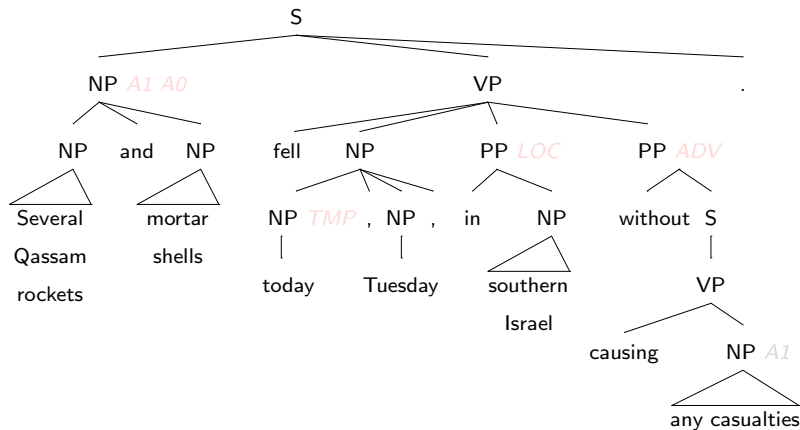 S
NP A1 A0 VP .
NP and NP fell NP PP LOC PP ADV
Several mortar NP TMP , NP , in NP without S
Qassam shells today Tuesday southern VP
rockets Israel
causing NP A1
any casualties